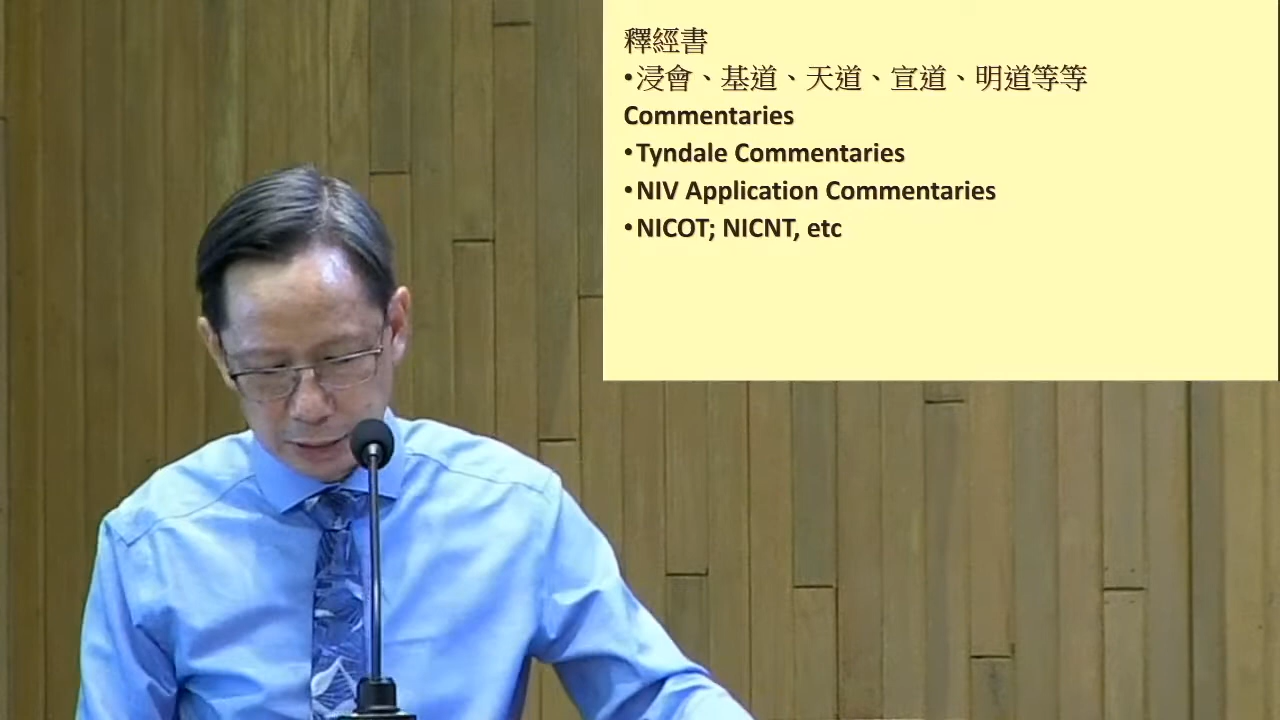 釋經書
•浸會、基道、天道、宣道、明道等等
Commentaries
•Tyndale Commentaries
•NIV Application Commentaries
•NICOT; NICNT, etc